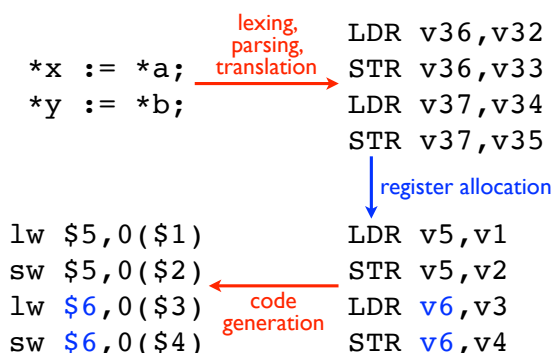 *x := *a;
*y := *b;
lexing,
parsing,
translation
LDR v36,v32
STR v36,v33
LDR v37,v34
STR v37,v35
register allocation
LDR v5,v1
STR v5,v2
LDR v6,v3
STR v6,v4
code
generation
lw $5,0($1)
sw $5,0($2)
lw $6,0($3)
sw $6,0($4)